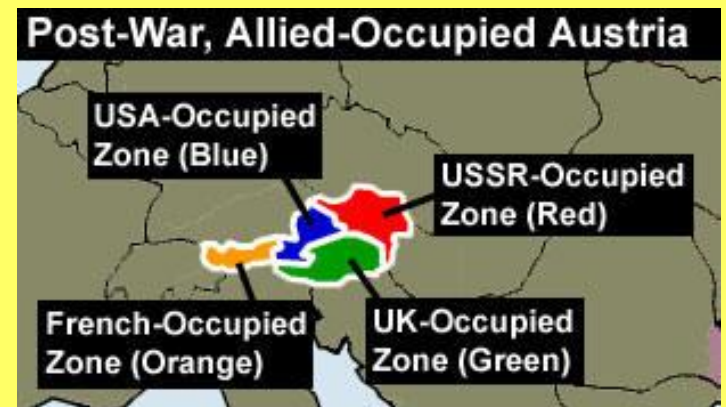 Post-War, Allied-Occupied Austria
USA-Occupied
Zone (Blue)
USSR-Occupied
Zone (Red)
French-Occupied
Zone (Orange)
UK-Occupied
Zone (Green)